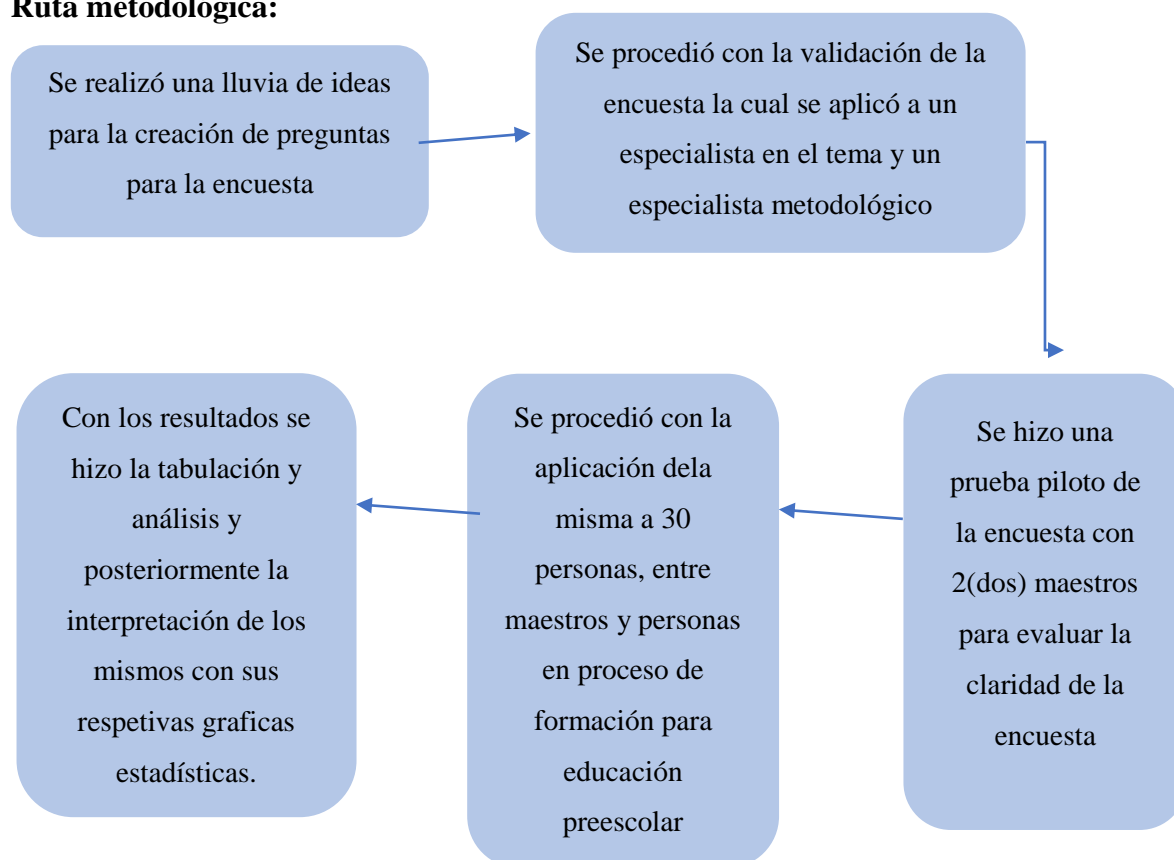 Ruta metodológica:
Se realizó una lluvia de ideas
para la creación de preguntas
para la encuesta
Se procedió con la validación de la
encuesta la cual se aplicó a un
especialista en el tema y un
especialista metodológico
Se hizo una
prueba piloto de
la encuesta con
2(dos) maestros
para evaluar la
claridad de la
encuesta
Se procedió con la
aplicación dela
misma a 30
personas, entre
maestros y personas
en proceso de
formación para
educación
preescolar
Con los resultados se
hizo la tabulación y
análisis y
posteriormente la
interpretación de los
mismos con sus
respetivas graficas
estadísticas.